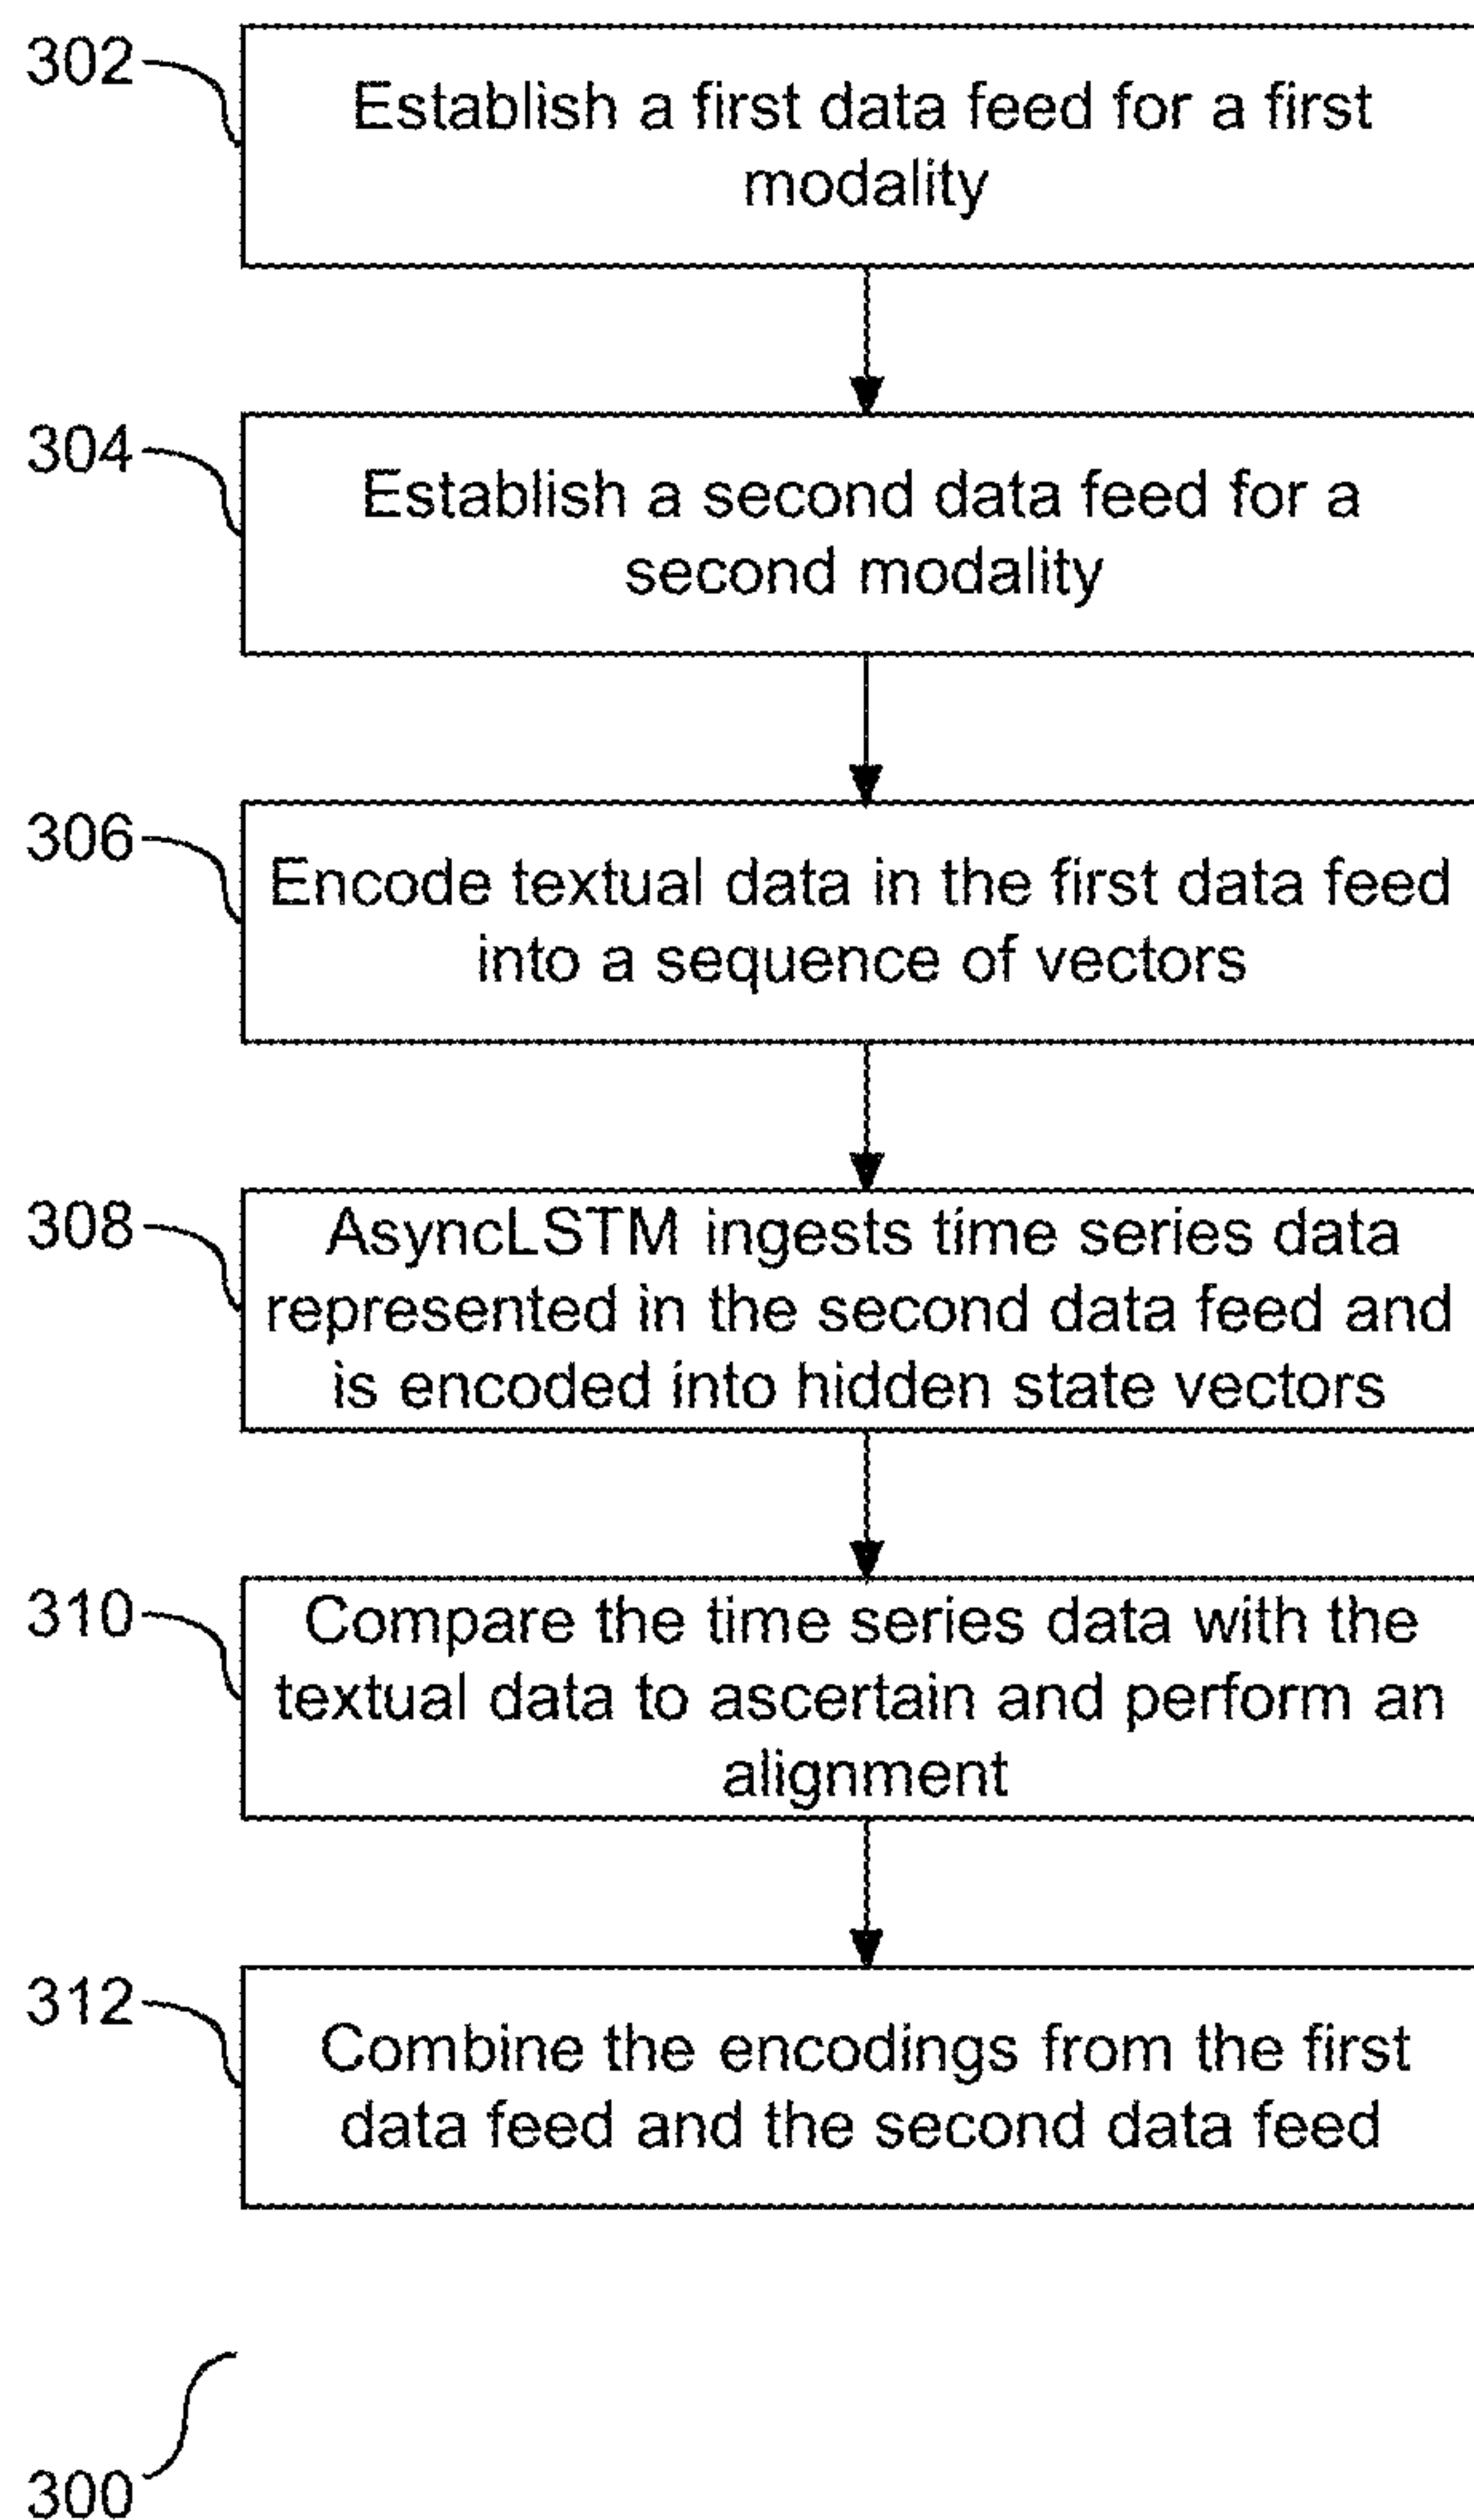 302
Establish a first data feed for a first
modality
304
Establish a second data feed for a
second modality
306
Encode textual data in the first data feed
into a sequence of vectors
308
AsyncLSTM ingests time series data
represented in the second data feed and
is encoded into hidden state vectors
310
Compare the time series data with the
textual data to ascertain and perform an
alignment
312
Combine the encodings from the first
data feed and the second data feed
300